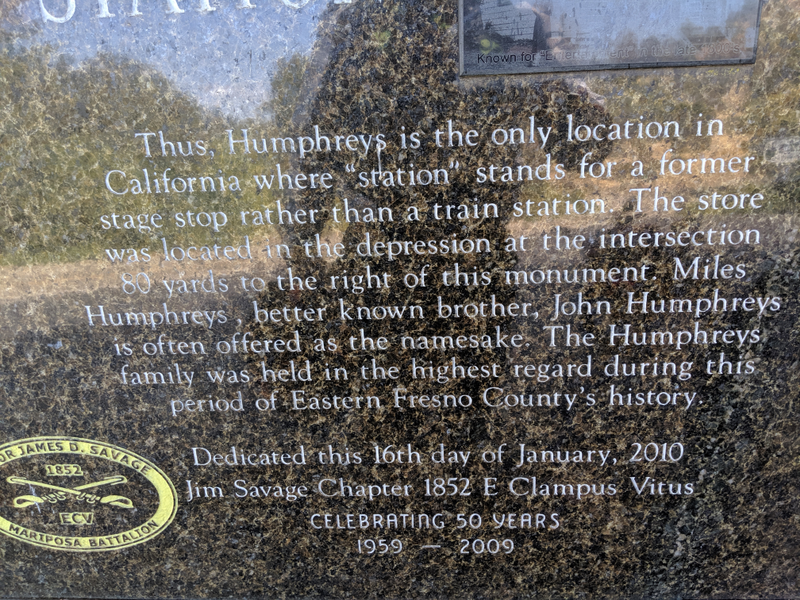 Thus, Humphreys is the only location in
California where "station" stands for a former
stage stop rather than a train station. The store
was located in the depression at the intersection
80 yards to the right of this monument. Miles
Humphreys, better known brother, John Humphreys
is often offered as the namesake. The Humphreys
family was held in the highest regard during this
period of Eastern Fresno County's history.
Dedicated this 16th day of January, 2010
Jim Savage Chapter 1852 E Clampus Vitus
CELEBRATING 50 YEARS
1959 — 2009
JAMES D. SAVAGE
1852
ECV
MARIPOSA BATTALION
Known for